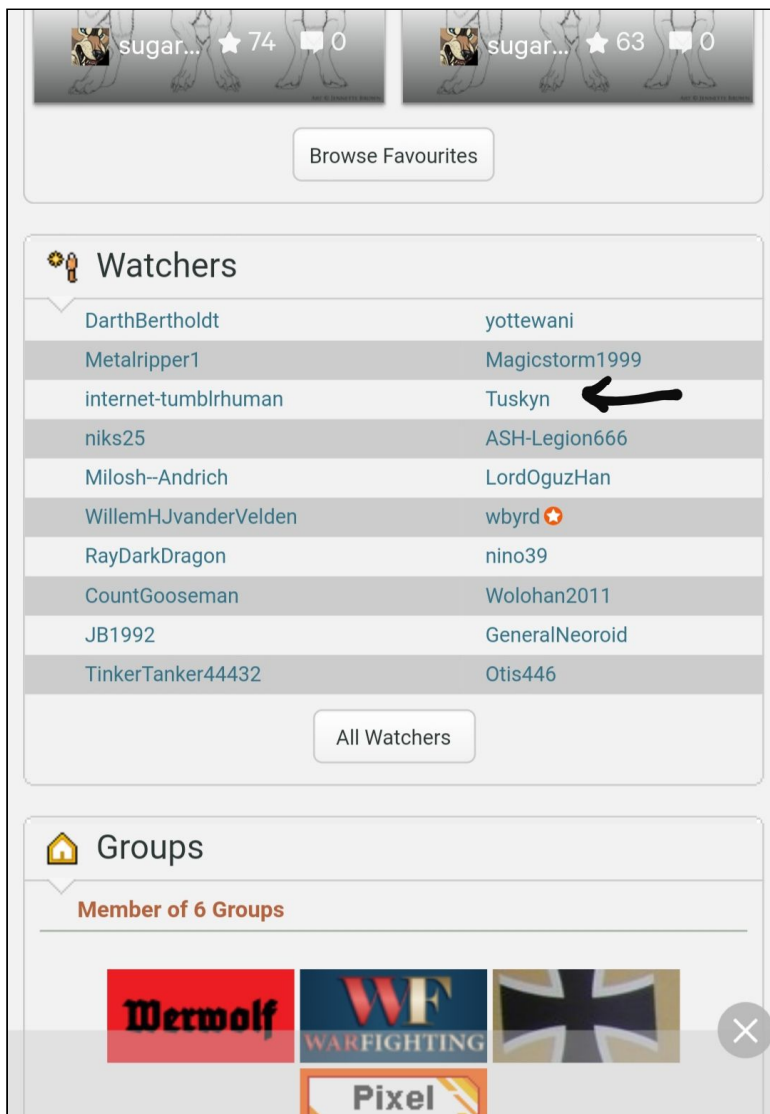 sugar... 74 0 sugar... 63 0
Browse Favourites
Watchers
DarthBertholdt yottewani
Metalripper1 Magicstorm1999
internet-tumblrhuman Tuskyn
niks25 ASH-Legion666
Milosh--Andrich LordOguzHan
WillemHJvanderVelden wbyrd
RayDarkDragon nino39
CountGooseman Wolohan2011
JB1992 GeneralNeoroid
TinkerTanker44432 Otis446
All Watchers
Groups
Member of 6 Groups
Werwolf WF
WARFIGHTING
Pixel